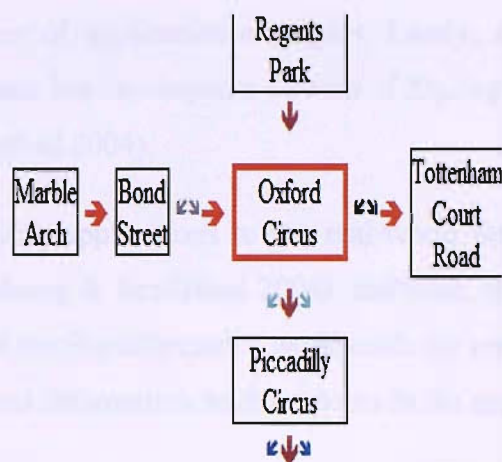 Regents
Park
Marble
Arch
Bond
Street
Oxford
Circus
Tottenham
Court
Road
Piccadilly
Circus